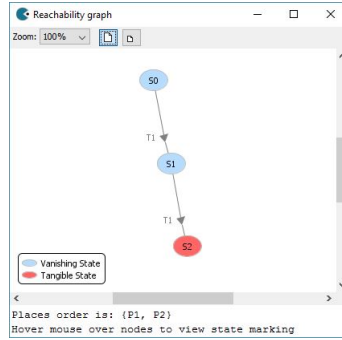 Reachability graph
Zoom: 100%
S0
T1
S1
T1
S2
Vanishing State
Tangible State
Places order is: {P1, P2}
Hover mouse over nodes to view state marking